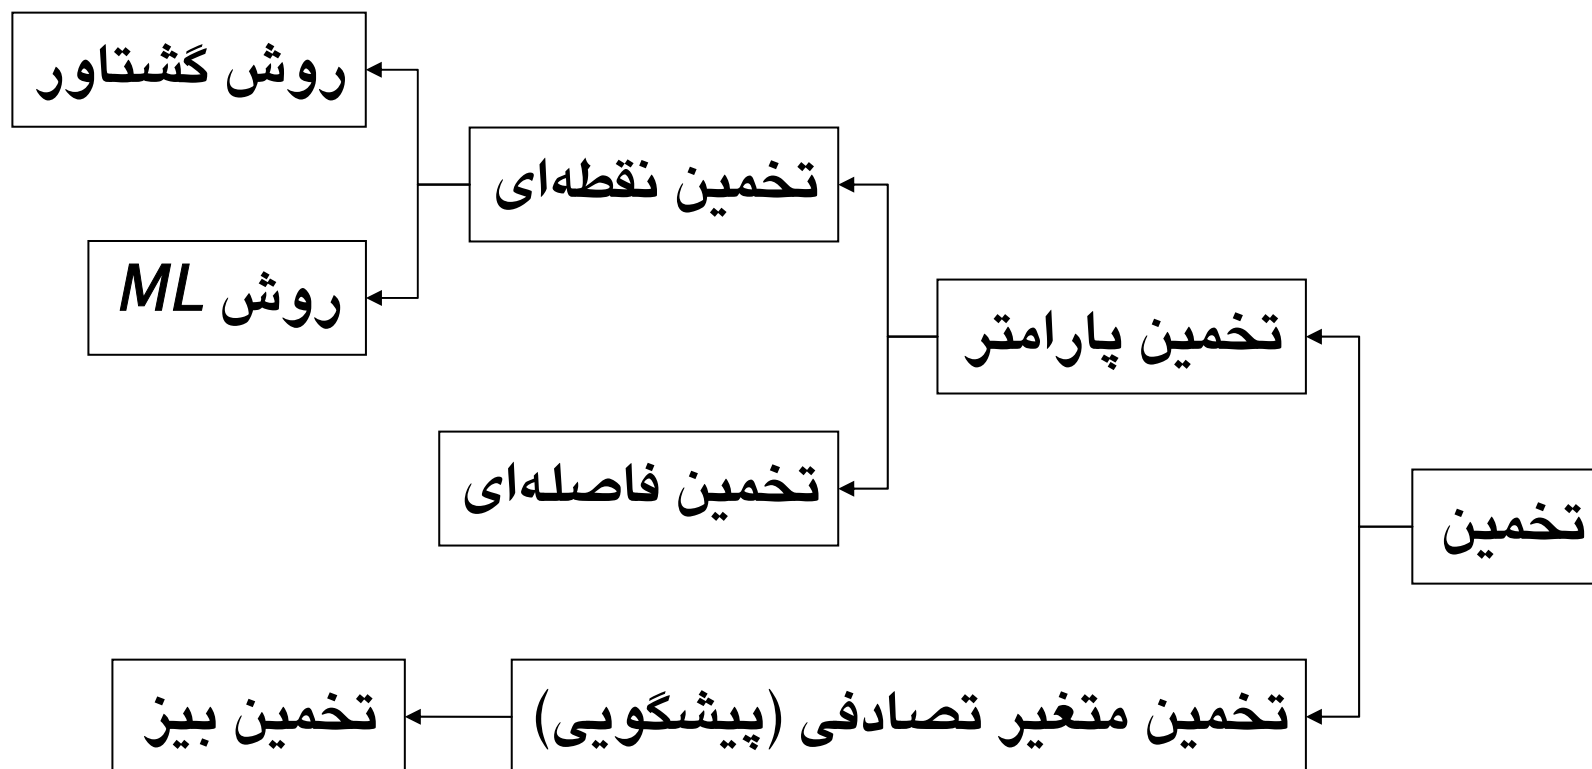 روش گشتاور
تخمین نقطه‌ای
روش ML
تخمین پارامتر
تخمین فاصله‌ای
تخمین
تخمین متغیر تصادفی (پیشگویی)
تخمین بیز